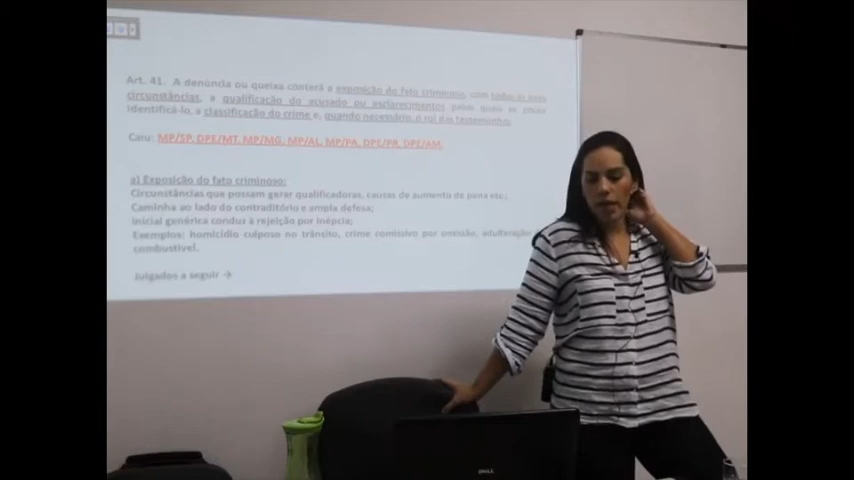 Art. 41. A denúncia ou queixa conterá a exposição do fato criminoso, com todas as suas
circunstâncias, a qualificação do acusado ou esclarecimentos pelos quais se possa
identificá-lo, a classificação do crime e, quando necessário, o rol das testemunhas.
Caiu: MP/SP, DPE/MT, MP/MG, MP/AL, MP/PA, DPE/PR, DPE/AM.
a) Exposição do fato criminoso:
Circunstâncias que possam gerar qualificadoras, causas de aumento da pena etc.;
Caminha ao lado do contraditório e ampla defesa;
Inicial genérica conduz à rejeição por inépcia;
Exemplos: homicídio culposo no trânsito, crime comissivo por omissão, adulteração
combustível.
Julgados a seguir →
DELL